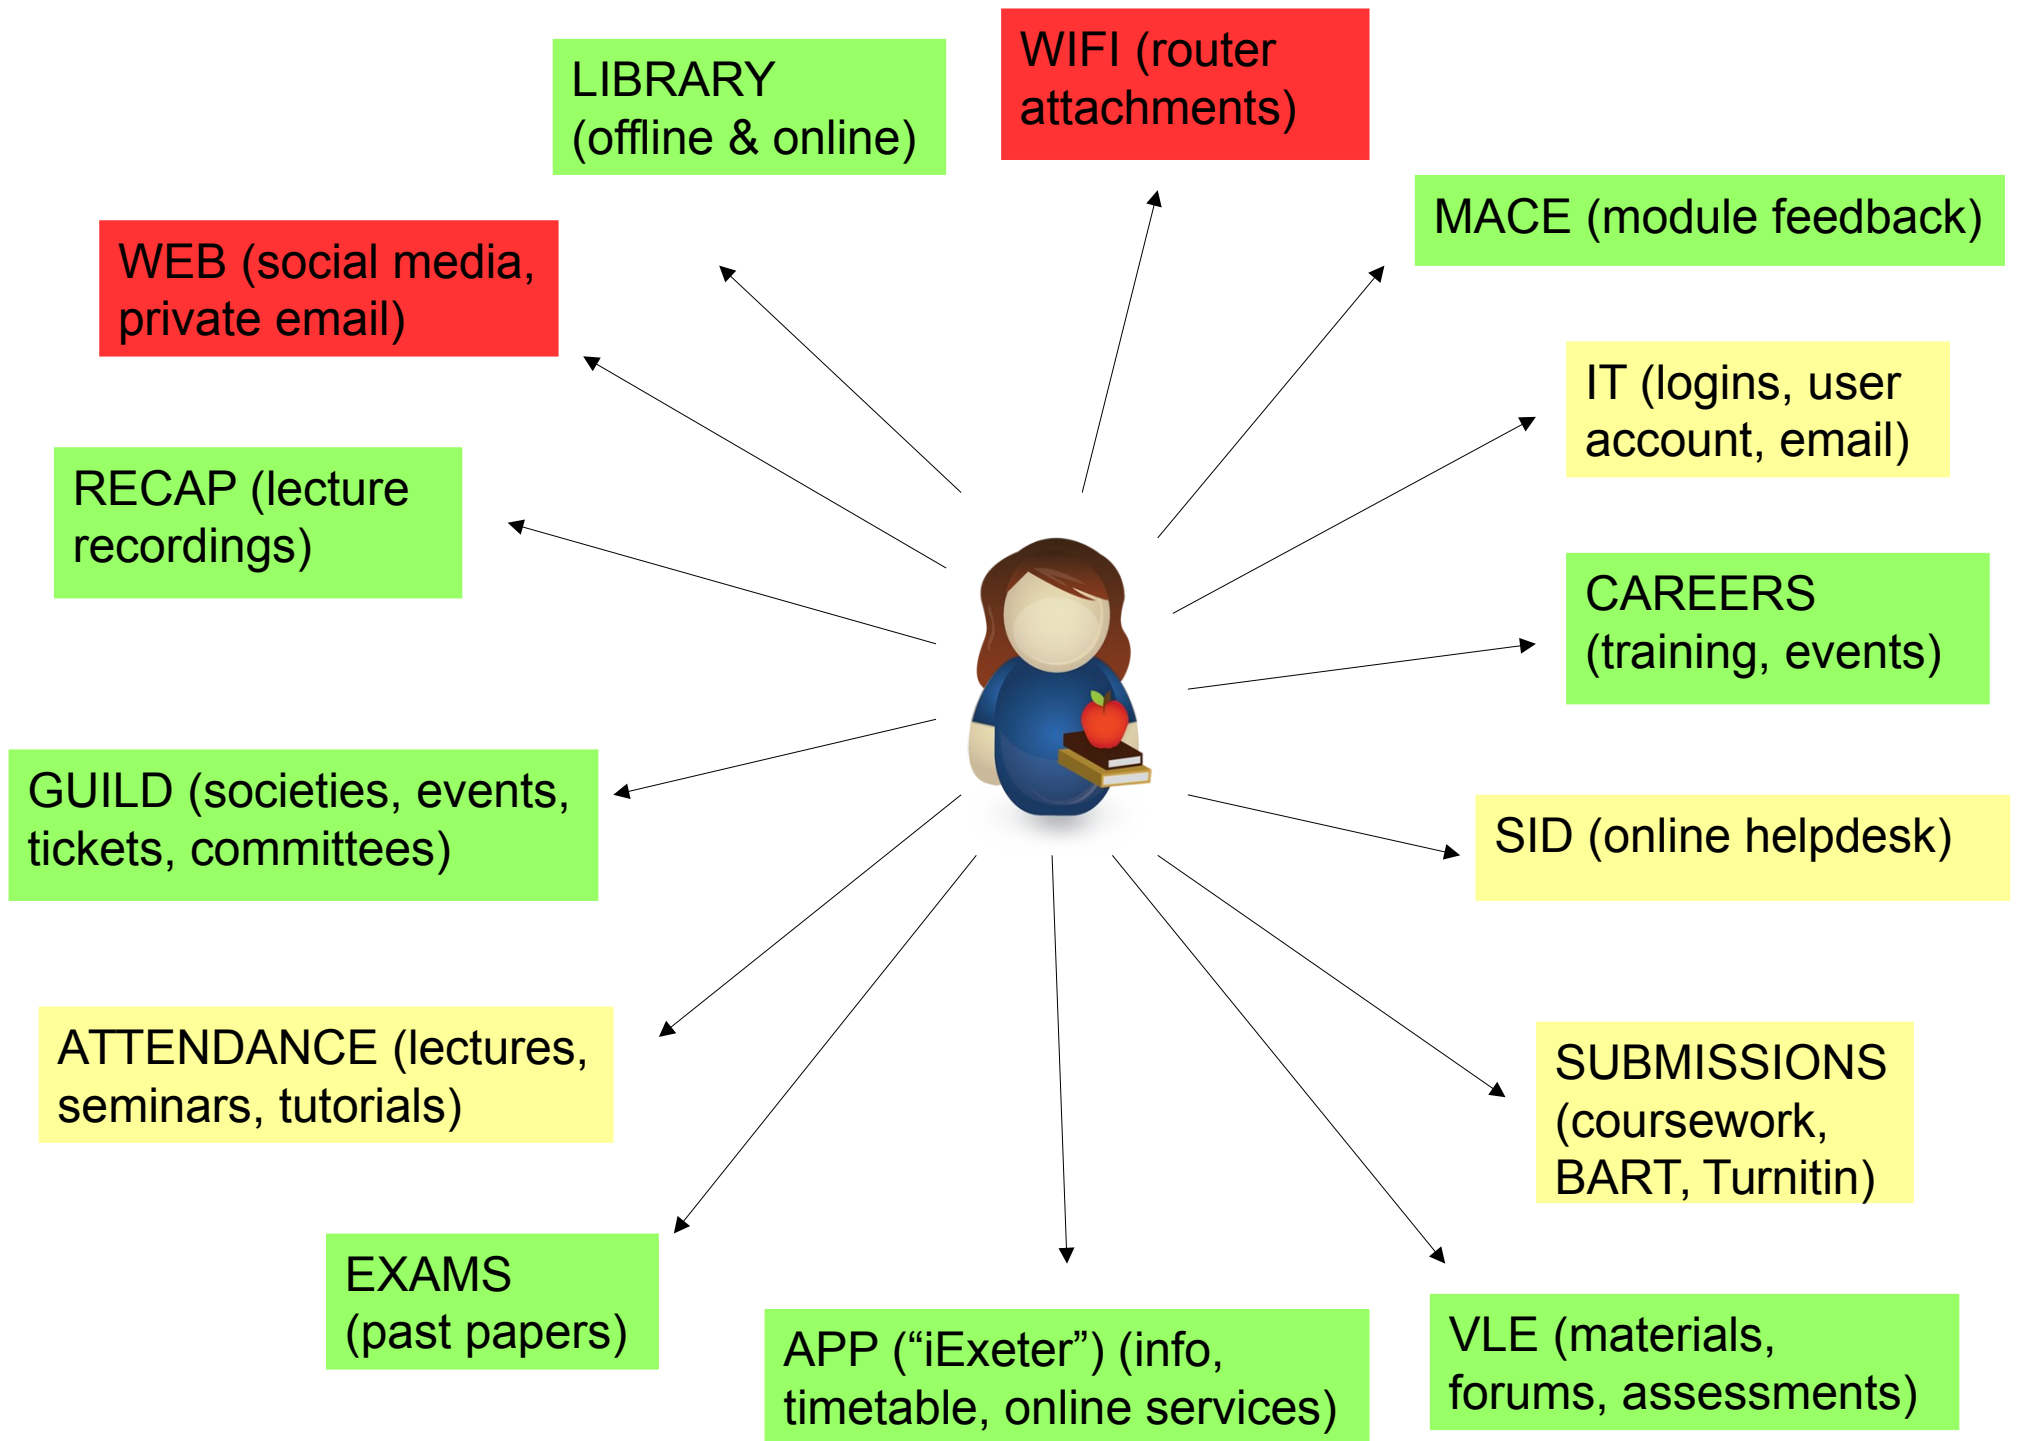 WIFI (router
attachments)
LIBRARY
(offline & online)
MACE (module feedback)
WEB (social media,
private email)
IT (logins, user
account, email)
RECAP (lecture
recordings)
CAREERS
(training, events)
GUILD (societies, events,
tickets, committees)
SID (online helpdesk)
ATTENDANCE (lectures,
seminars, tutorials)
SUBMISSIONS
(coursework,
BART, Turnitin)
EXAMS
(past papers)
APP (“iExeter”) (info,
timetable, online services)
VLE (materials,
forums, assessments)